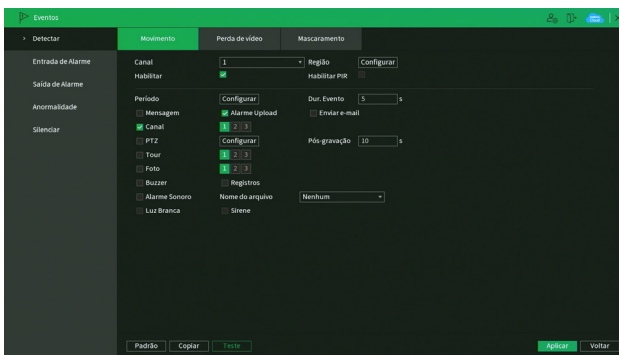 Eventos
Detectar
Entrada de Alarme
Saída de Alarme
Anormalidade
Silenciar
Movimento Perda de vídeo Mascaramento
Canal 1 Região Configurar
Habilitar Habilitar PIR
Período Configurar Dur. Evento 5 s
Mensagem Alarme Upload Enviar e-mail
Canal 1 2 3
PTZ Configurar Pós-gravação 10 s
Tour 1 2 3
Foto 1 2 3
Buzzer Registros
Alarme Sonoro Nome do arquivo Nenhum
Luz Branca Sirene
Padrão Copiar Teste Aplicar Voltar